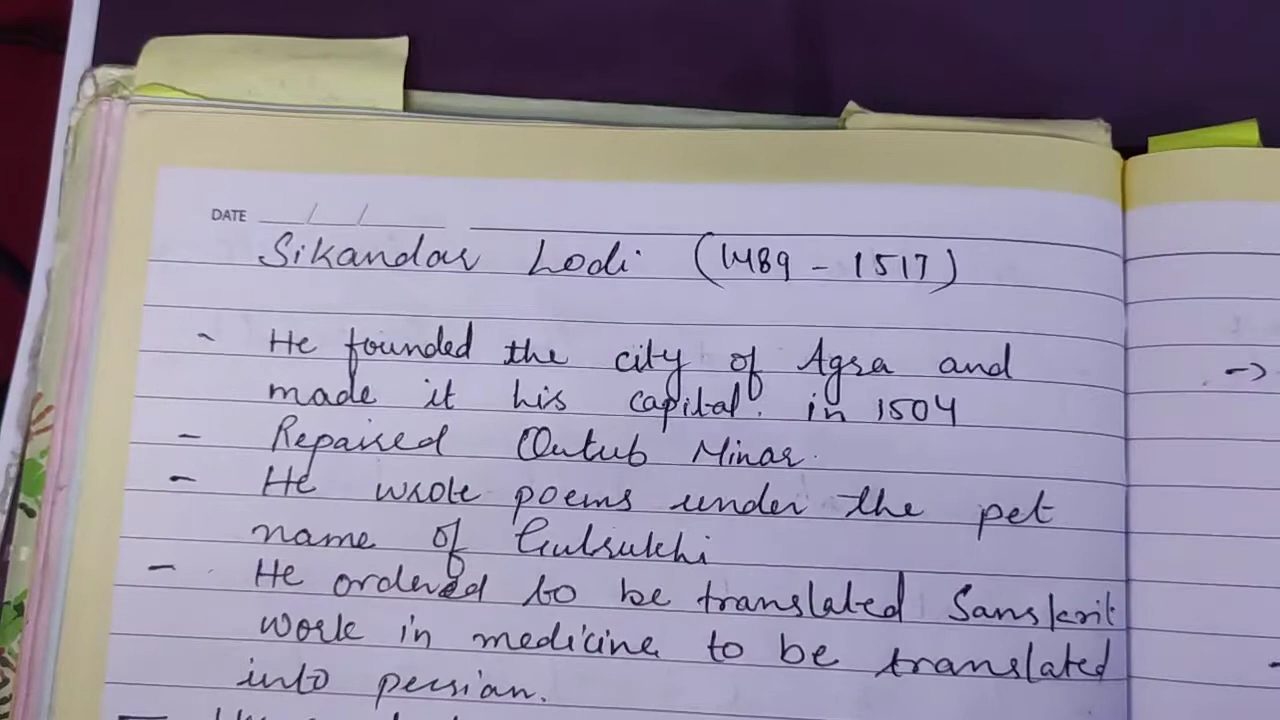 DATE / /
Sikandar Lodi (1489 - 1517)
- He founded the city of Agra and
made it his capital. in 1504
- Repaired Qutub Minar.
- He wrote poems under the pet
name of Gulrukhi
- He ordered to be translated Sanskrit
work in medicine to be translated
into persian.
->